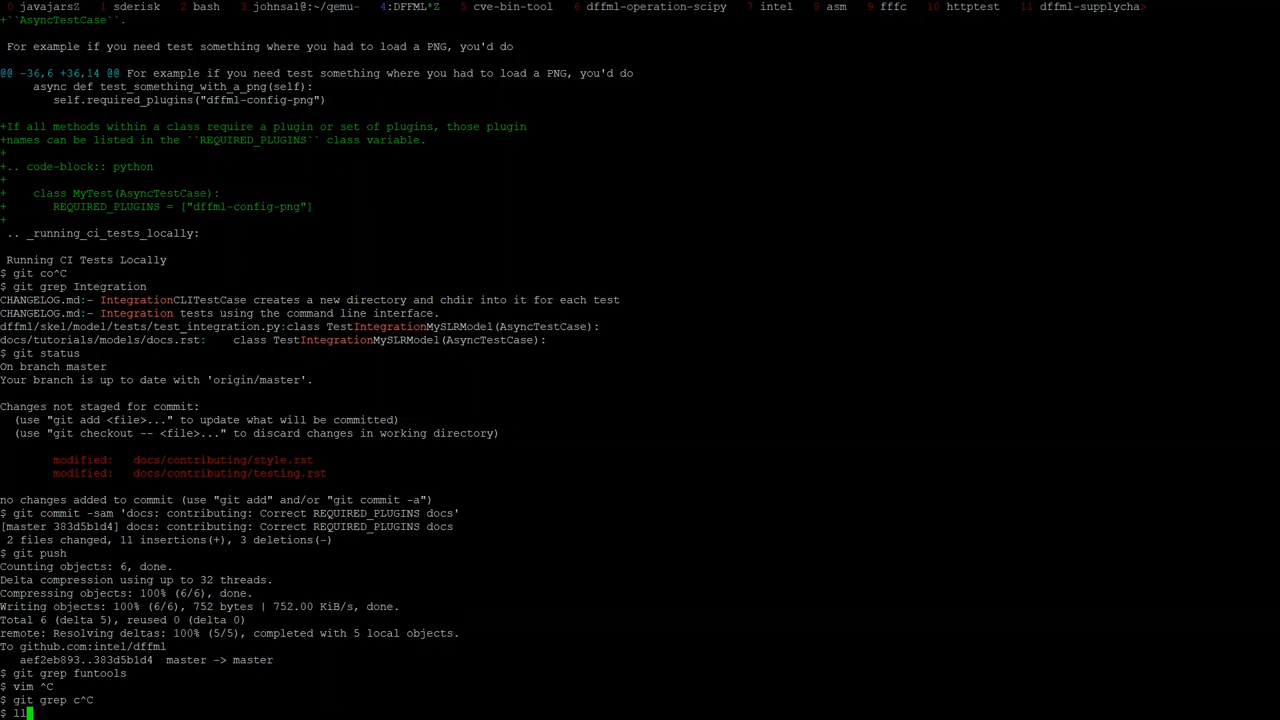 0 javajarsZ  1 sderisk  2 bash  3 johnsal@:~/qemu-  4:DFFML*Z  5 cve-bin-tool  6 dffml-operation-scipy  7 intel  8 asm  9 fffc  10 httptest  11 dffml-supplycha>
+``AsyncTestCase``.

 For example if you need test something where you had to load a PNG, you'd do

@@ -36,6 +36,14 @@ For example if you need test something where you had to load a PNG, you'd do
     async def test_something_with_a_png(self):
        self.required_plugins("dffml-config-png")

+If all methods within a class require a plugin or set of plugins, those plugin
+names can be listed in the ``REQUIRED_PLUGINS`` class variable.
+
+.. code-block:: python
+
+    class MyTest(AsyncTestCase):
+       REQUIRED_PLUGINS = ["dffml-config-png"]
+
 .. _running_ci_tests_locally:

 Running CI Tests Locally
$ git co^C
$ git grep Integration
CHANGELOG.md:- IntegrationCLITestCase creates a new directory and chdir into it for each test
CHANGELOG.md:- Integration tests using the command line interface.
dffml/skel/model/tests/test_integration.py:class TestIntegrationMySLRModel(AsyncTestCase):
docs/tutorials/models/docs.rst:    class TestIntegrationMySLRModel(AsyncTestCase):
$ git status
On branch master
Your branch is up to date with 'origin/master'.

Changes not staged for commit:
  (use "git add <file>..." to update what will be committed)
  (use "git checkout -- <file>..." to discard changes in working directory)

        modified:   docs/contributing/style.rst
        modified:   docs/contributing/testing.rst

no changes added to commit (use "git add" and/or "git commit -a")
$ git commit -sam 'docs: contributing: Correct REQUIRED_PLUGINS docs'
[master 383d5b1d4] docs: contributing: Correct REQUIRED_PLUGINS docs
 2 files changed, 11 insertions(+), 3 deletions(-)
$ git push
Counting objects: 6, done.
Delta compression using up to 32 threads.
Compressing objects: 100% (6/6), done.
Writing objects: 100% (6/6), 752 bytes | 752.00 KiB/s, done.
Total 6 (delta 5), reused 0 (delta 0)
remote: Resolving deltas: 100% (5/5), completed with 5 local objects.
To github.com:intel/dffml
   aef2eb893..383d5b1d4  master -> master
$ git grep funtools
$ vim ^C
$ git grep c^C
$ ll